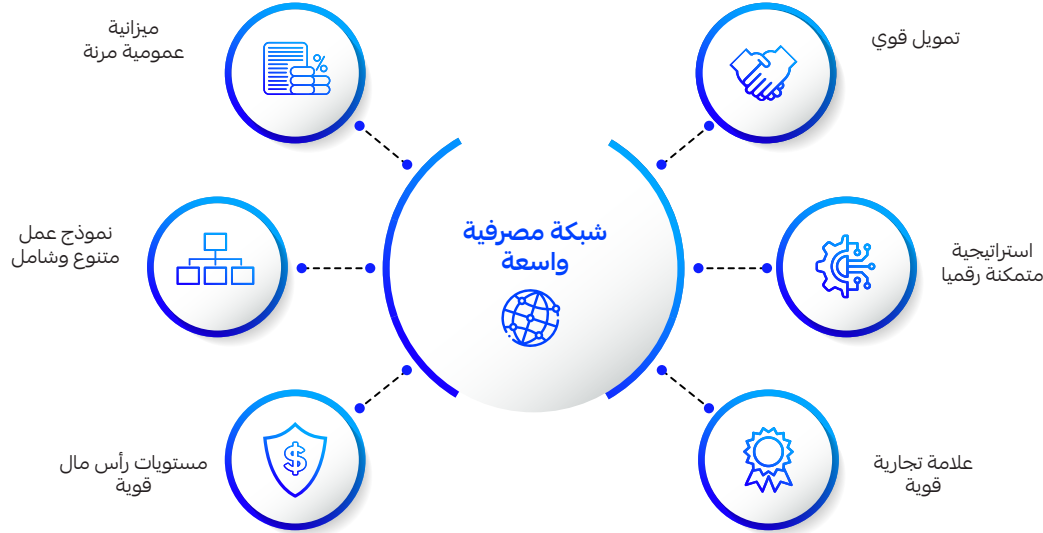 تمويل قوي
ميزانية
عمومية مرنة
شبكة مصرفية
واسعة
استراتيجية
متمكنة رقميا
نموذج عمل
متنوع وشامل
علامة تجارية
قوية
مستويات رأس مال
قوية